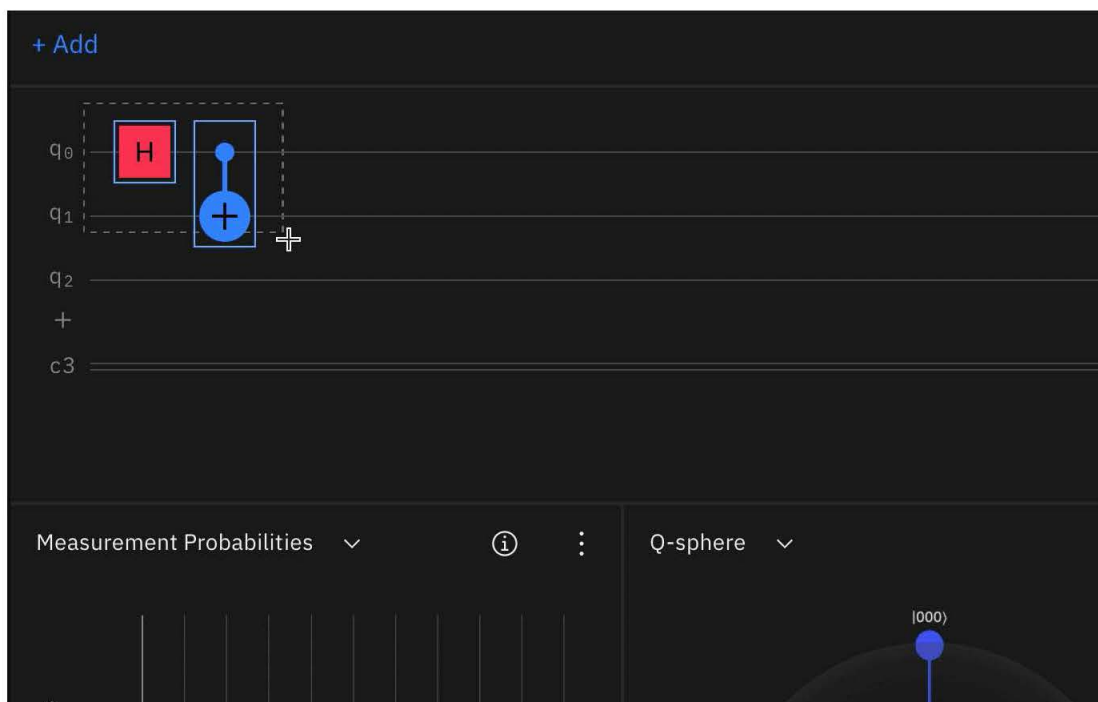 + Add
q0 H
q1 +
q2
+
c3
Measurement Probabilities
Q-sphere
|000⟩